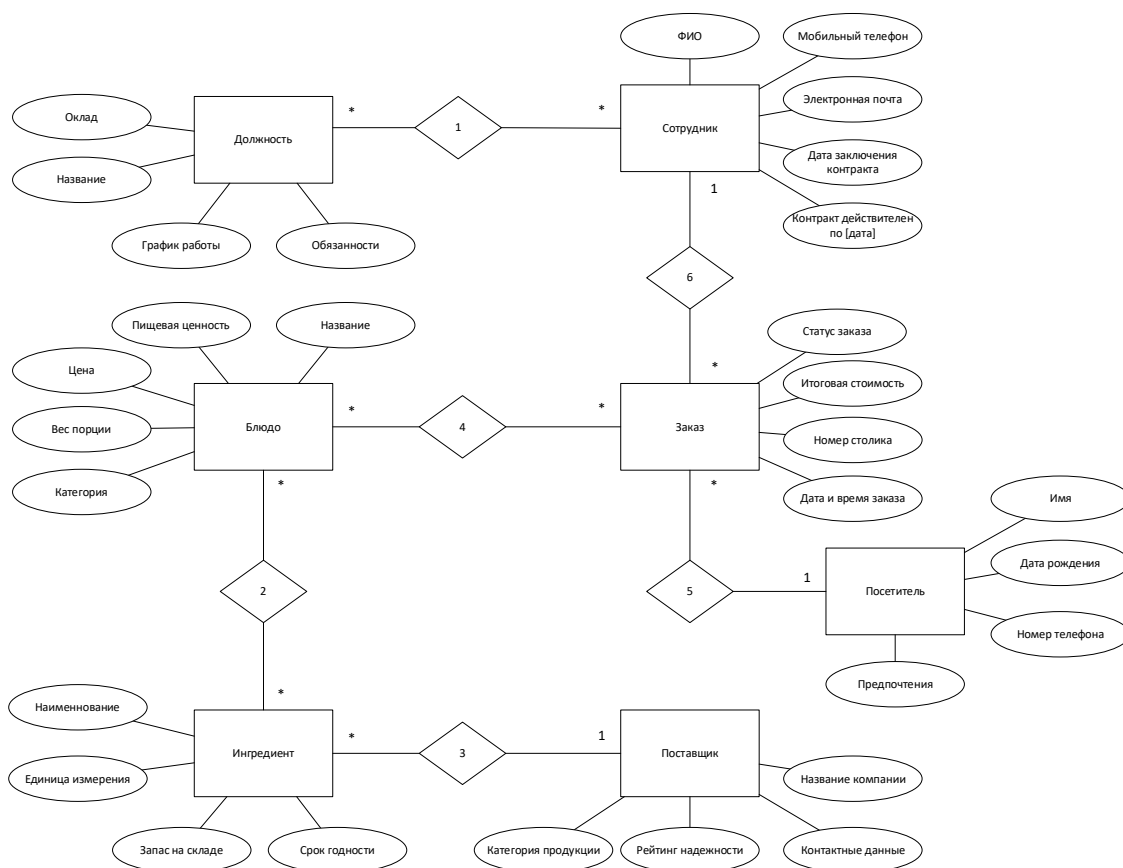 ФИО
Мобильный телефон
Оклад
*
1
*
Электронная почта
Должность
Сотрудник
Название
Дата заключения
контракта
1
График работы
Обязанности
Контракт действителен
по [дата]
6
Пищевая ценность
Название
Статус заказа
Цена
*
Итоговая стоимость
*
4
*
Вес порции
Блюдо
Заказ
Номер столика
*
*
Категория
Дата и время заказа
Имя
Дата рождения
2
5
1
Посетитель
Номер телефона
Предпочтения
*
Наименнование
*
3
1
Ингредиент
Поставщик
Единица измерения
Название компании
Запас на складе
Срок годности
Категория продукции
Рейтинг надежности
Контактные данные